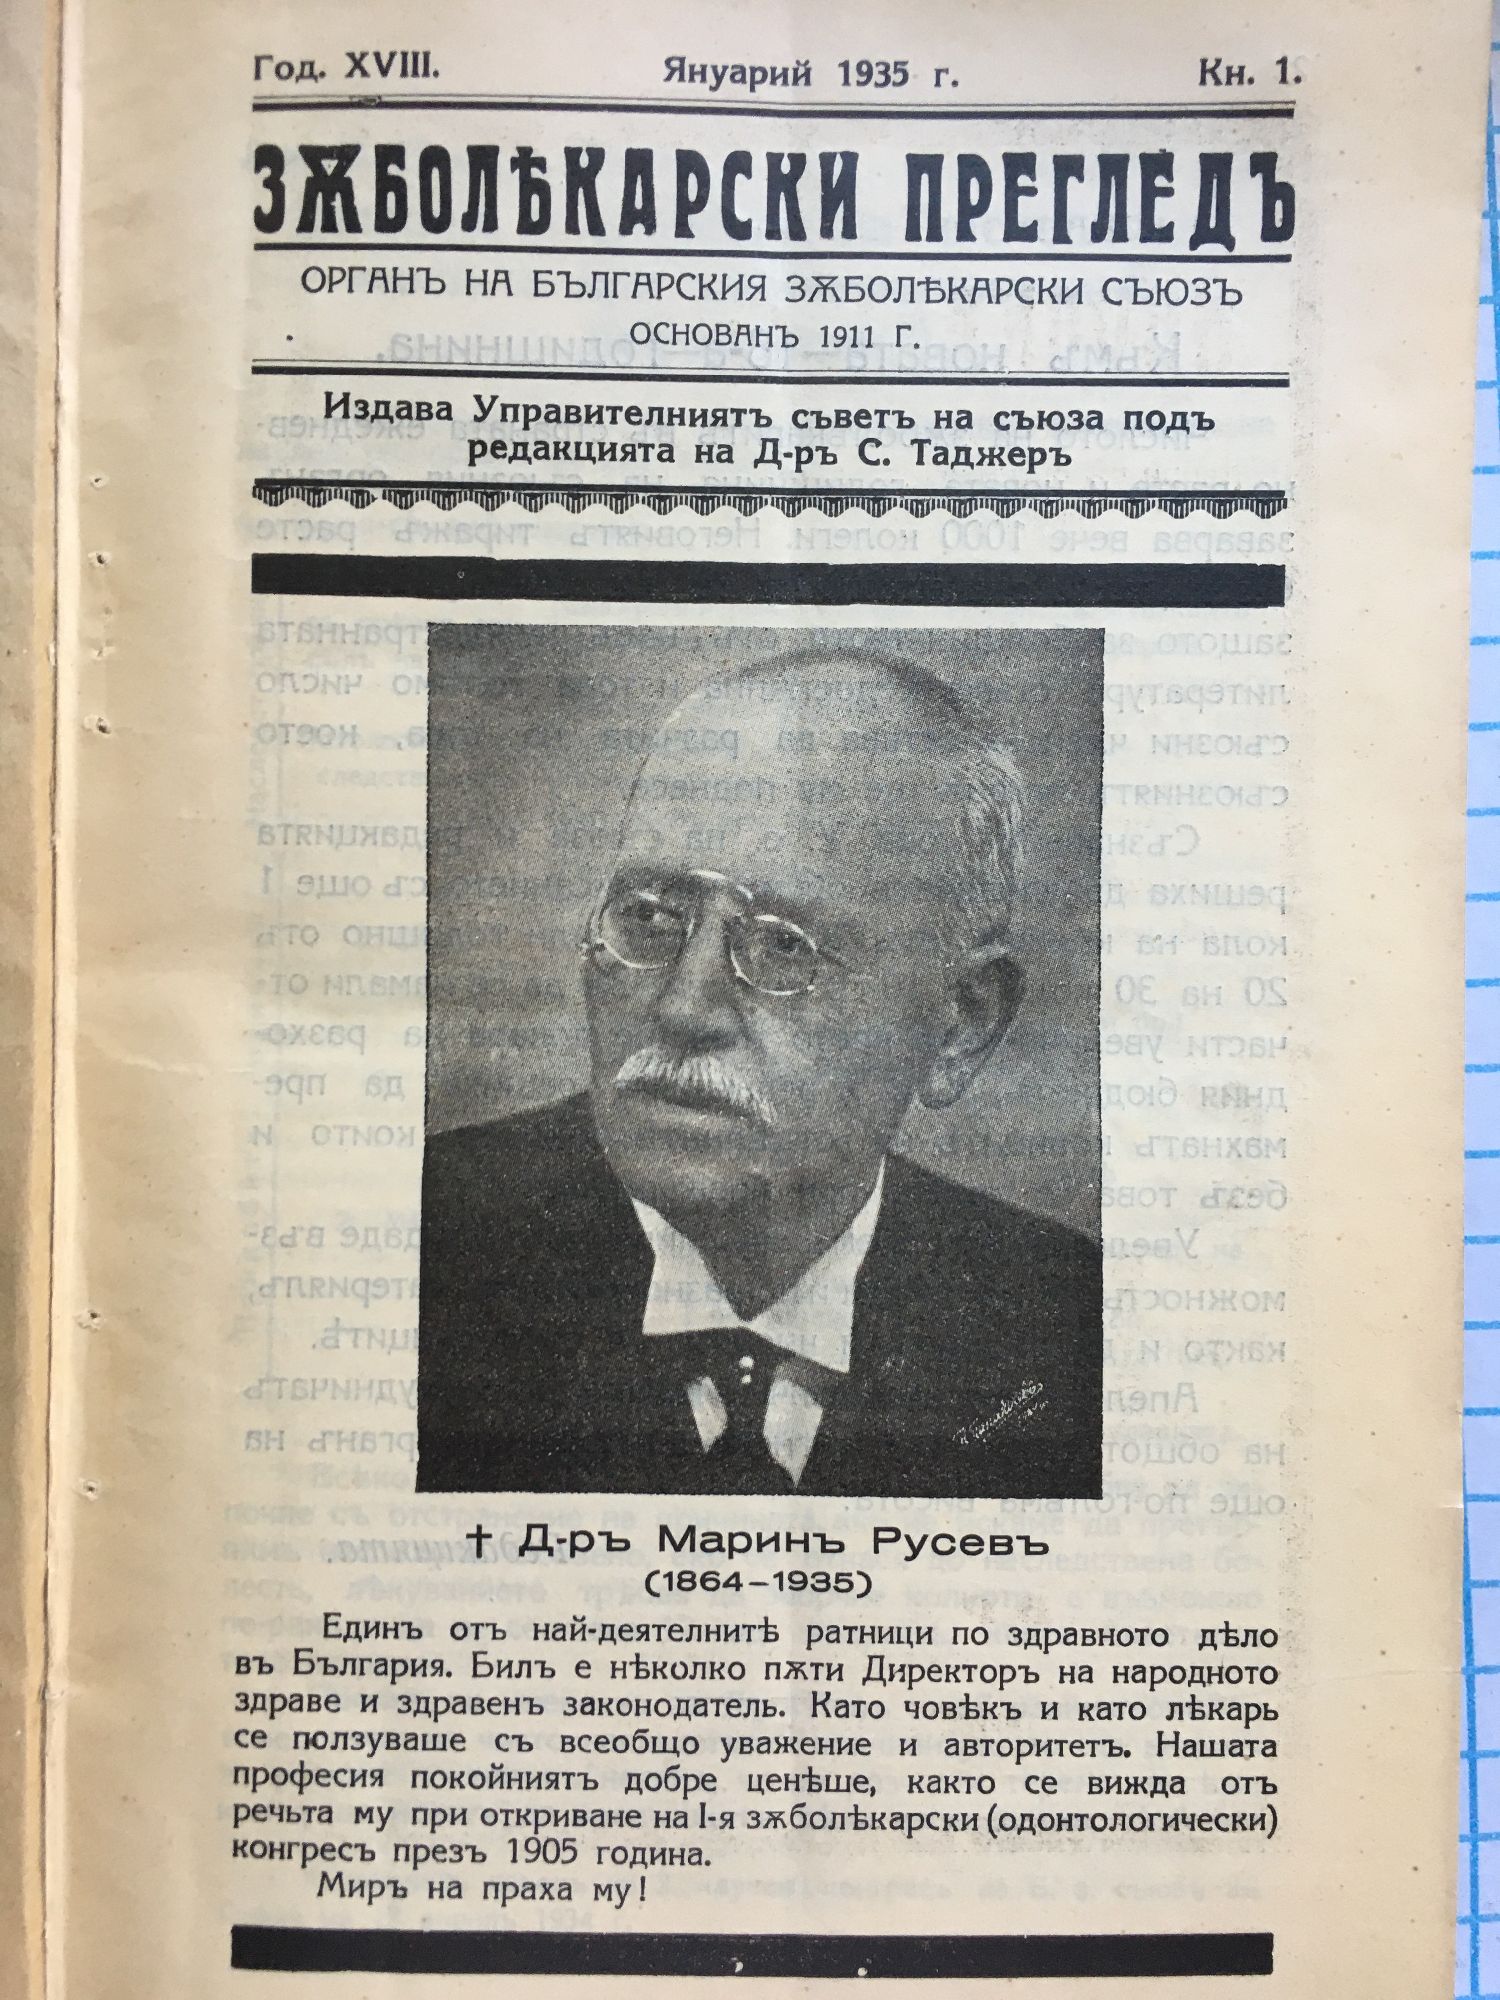 Год. XVIII.
Януарий 1935 г.
Кн. 1.
ЗѪБОЛѢКАРСКИ ПРЕГЛЕДЪ
ОРГАНЪ НА БЪЛГАРСКИЯ ЗѪБОЛѢКАРСКИ СЪЮЗЪ
ОСНОВАНЪ 1911 Г.
Издава Управителниятъ съветъ на съюза подъ
редакцията на Д-ръ С. Таджеръ
† Д-ръ Маринъ Русевъ
(1864–1935)
Единъ отъ най-деятелнитѣ ратници по здравното дѣло
въ България. Билъ е нѣколко пѫти Директоръ на народното
здраве и здравенъ законодатель. Като човѣкъ и като лѣкарь
се ползуваше съ всеобщо уважение и авторитетъ. Нашата
професия покойниятъ добре ценѣше, както се вижда отъ
речьта му при откриване на I-я зѫболѣкарски (одонтологически)
конгресъ презъ 1905 година.
Миръ на праха му!